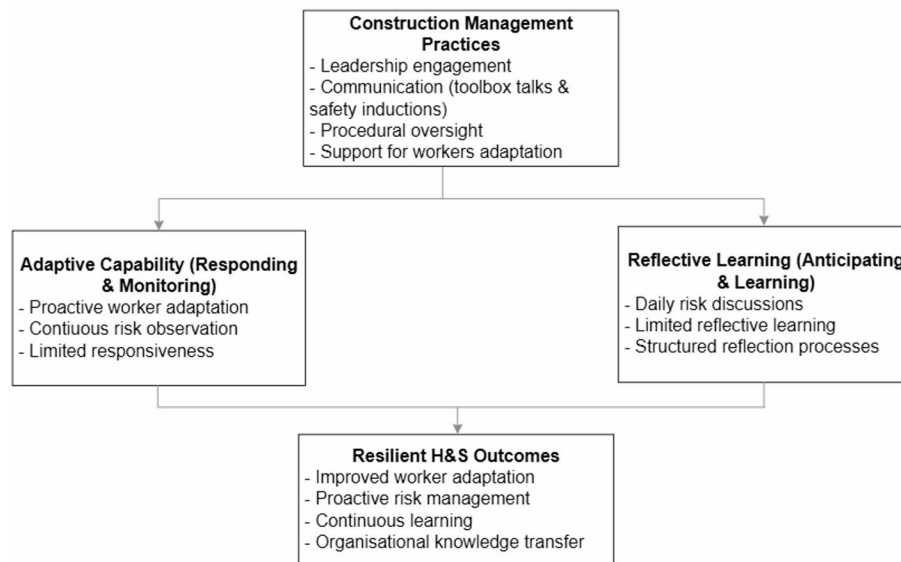 Construction Management
Practices
- Leadership engagement
- Communication (toolbox talks &
safety inductions)
- Procedural oversight
- Support for workers adaptation
Adaptive Capability (Responding
& Monitoring)
- Proactive worker adaptation
- Contiuous risk observation
- Limited responsiveness
Reflective Learning (Anticipating
& Learning)
- Daily risk discussions
- Limited reflective learning
- Structured reflection processes
Resilient H&S Outcomes
- Improved worker adaptation
- Proactive risk management
- Continuous learning
- Organisational knowledge transfer